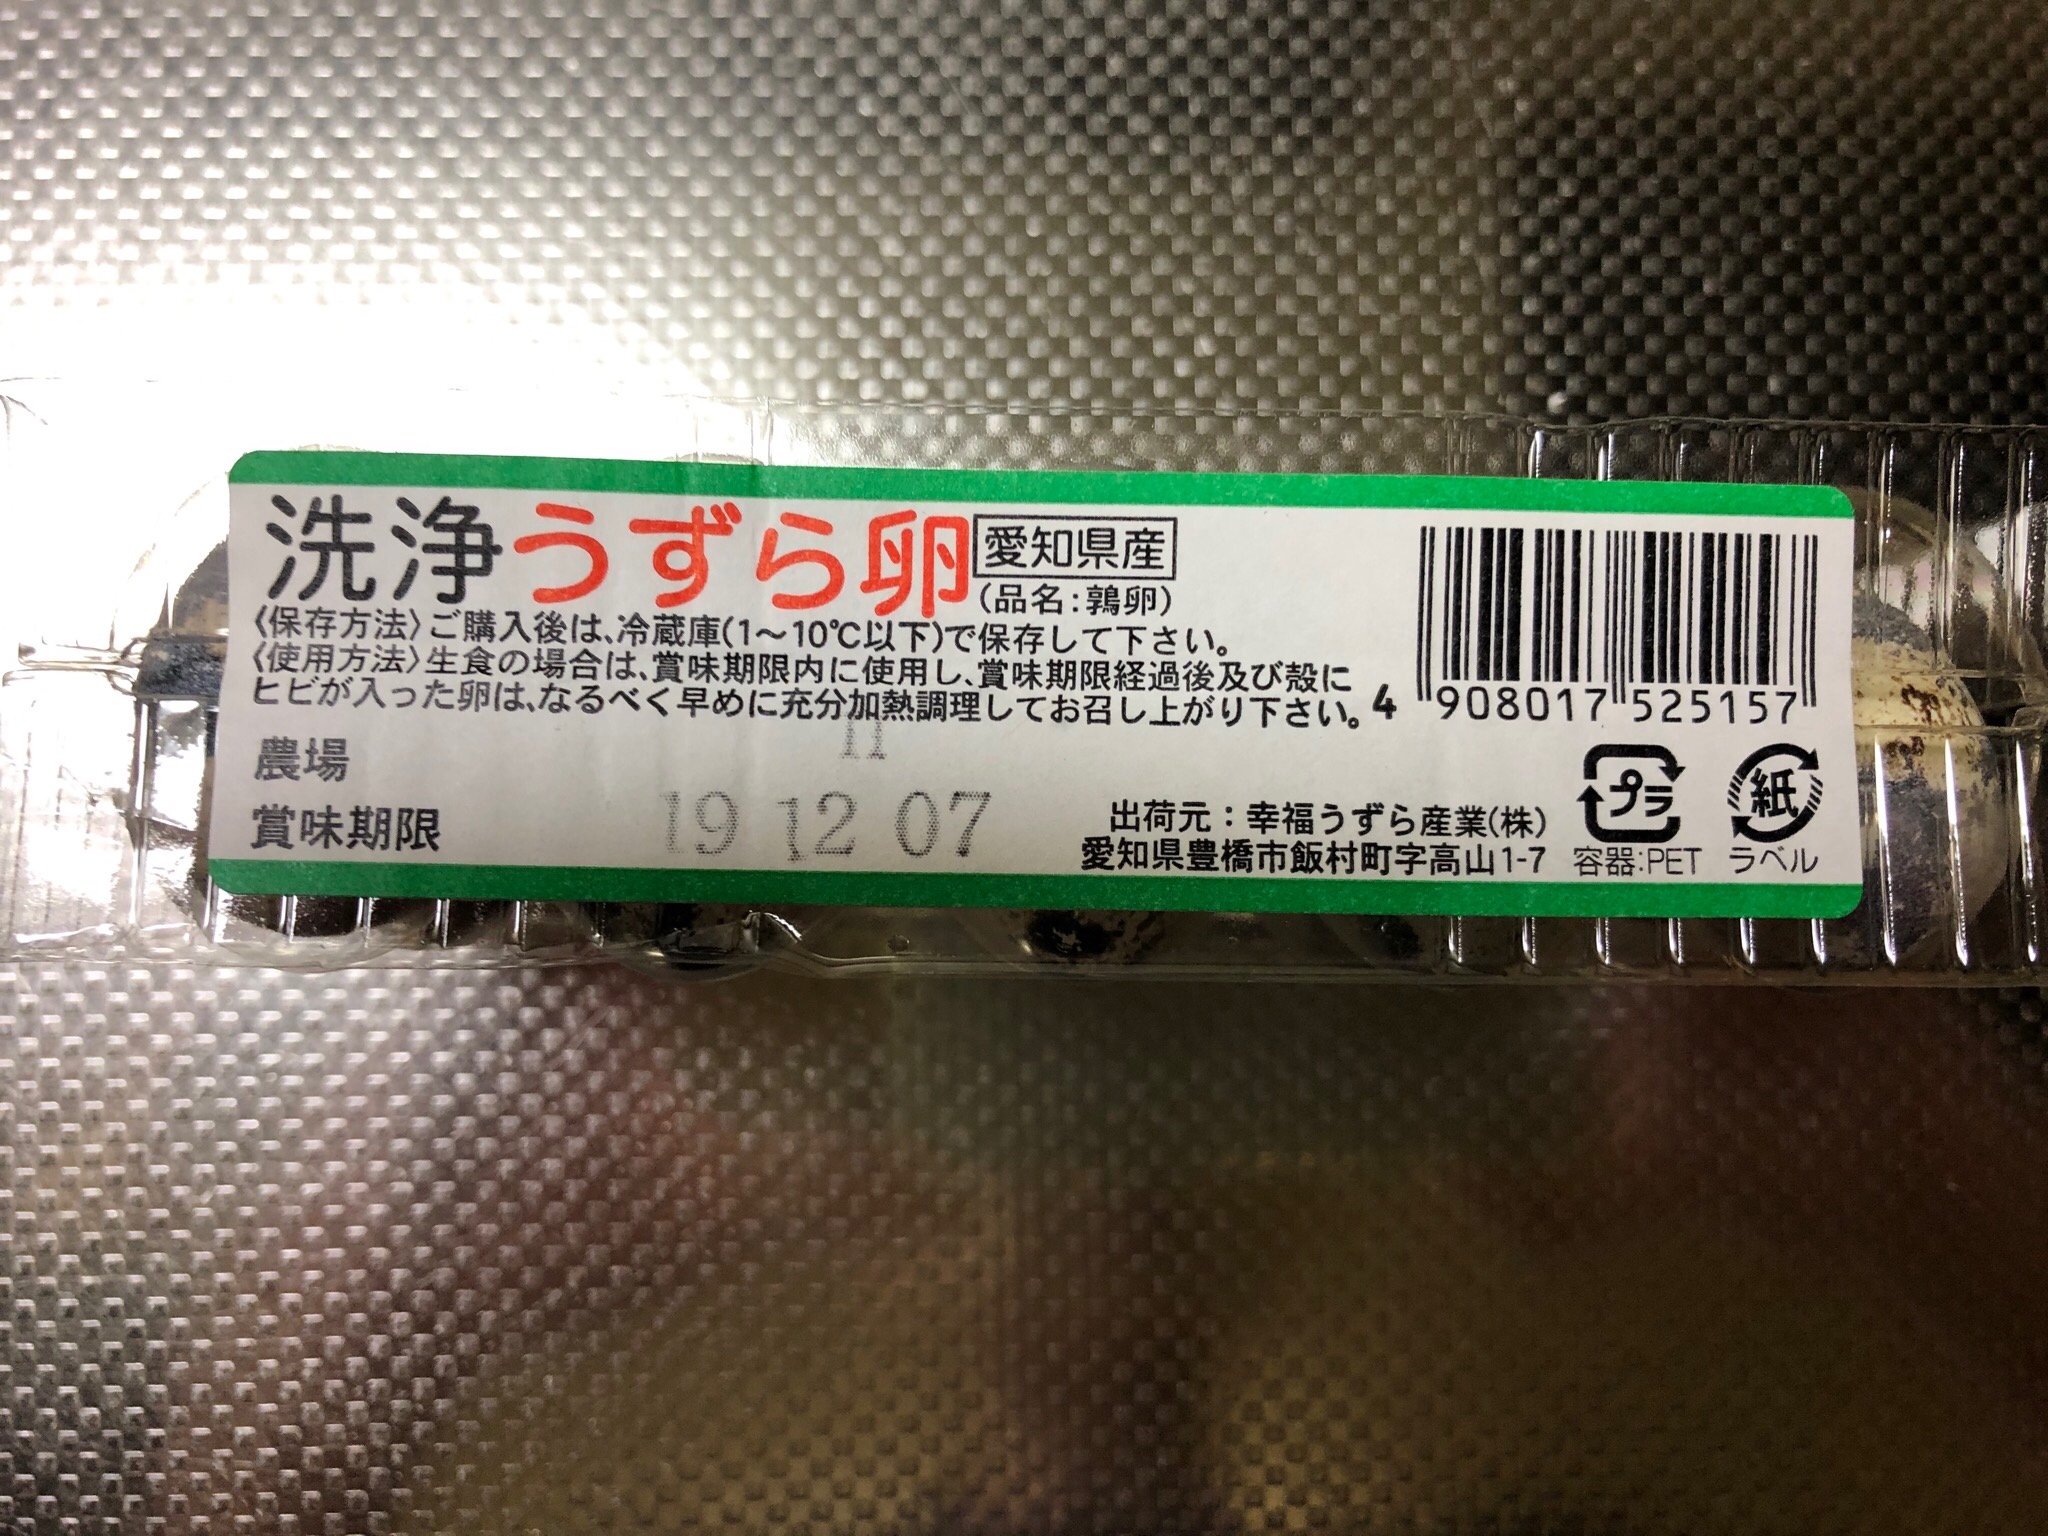 洗浄うずら卵 愛知県産
(品名:鶉卵)
〈保存方法〉ご購入後は、冷蔵庫(1〜10℃以下)で保存して下さい。
〈使用方法〉生食の場合は、賞味期限内に使用し、賞味期限経過後及び殻に
ヒビが入った卵は、なるべく早めに充分加熱調理してお召し上がり下さい。
4 908017 525157
農場 11
賞味期限 19 12 07
出荷元:幸福うずら産業(株)
愛知県豊橋市飯村町字高山1-7
プラ
容器:PET
紙
ラベル